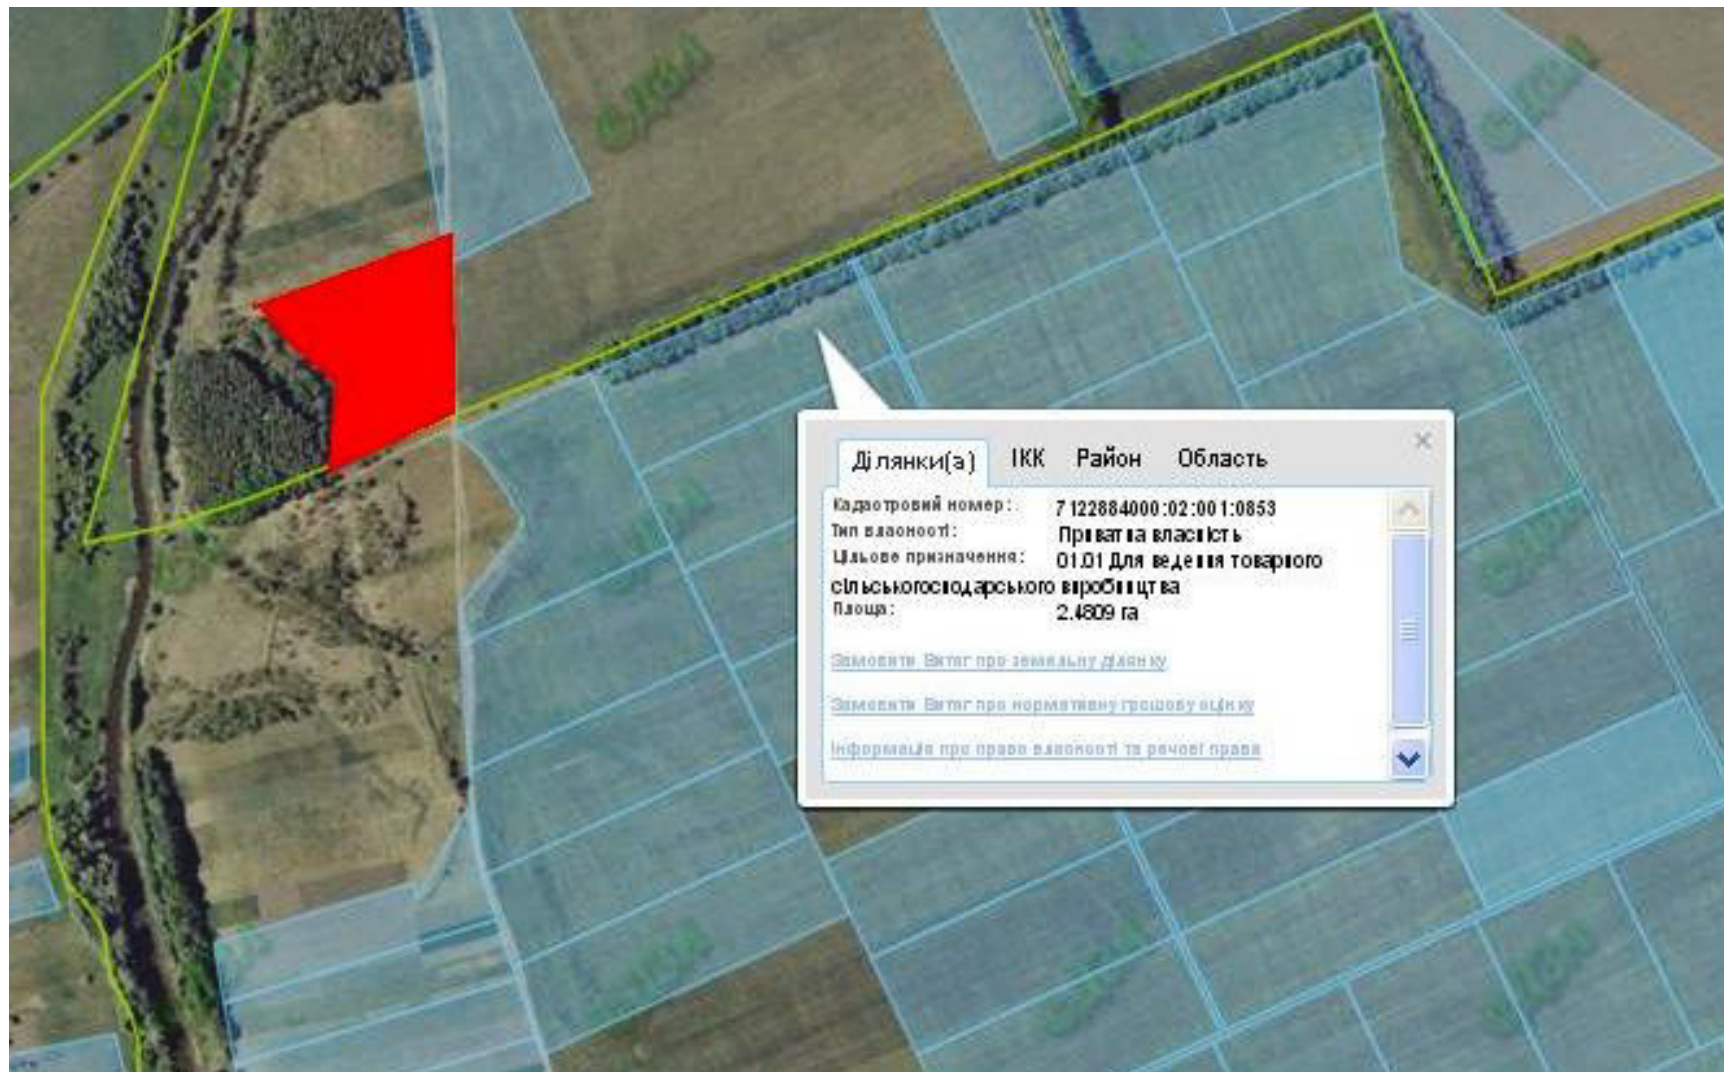 Ділянки(а) ІКК Район Область
Кадастровий номер: 7122884000:02:001:0853
Тип власності: Приватна власність
Цільове призначення: 01.01 Для ведення товарного
сільськогосподарського виробництва
Площа: 2.4809 га
Замовити Витяг про земельну ділянку
Замовити Витяг про нормативну грошову оцінку
Інформація про право власності та речові права